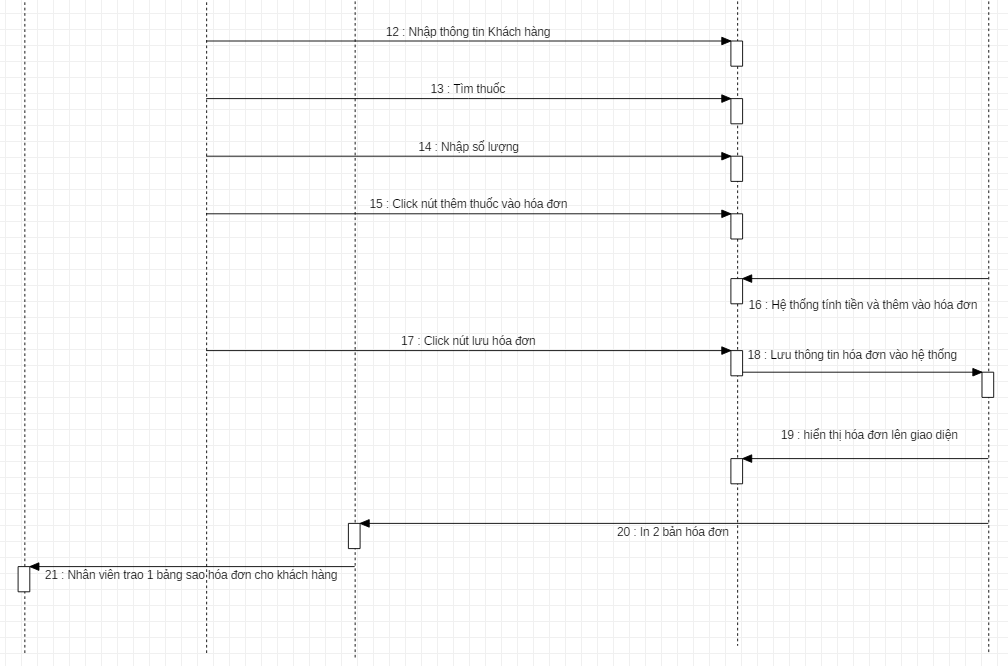 12 : Nhập thông tin Khách hàng
13 : Tìm thuốc
14 : Nhập số lượng
15 : Click nút thêm thuốc vào hóa đơn
16 : Hệ thống tính tiền và thêm vào hóa đơn
17 : Click nút lưu hóa đơn
18 : Lưu thông tin hóa đơn vào hệ thống
19 : hiển thị hóa đơn lên giao diện
20 : In 2 bản hóa đơn
21 : Nhân viên trao 1 bảng sao hóa đơn cho khách hàng